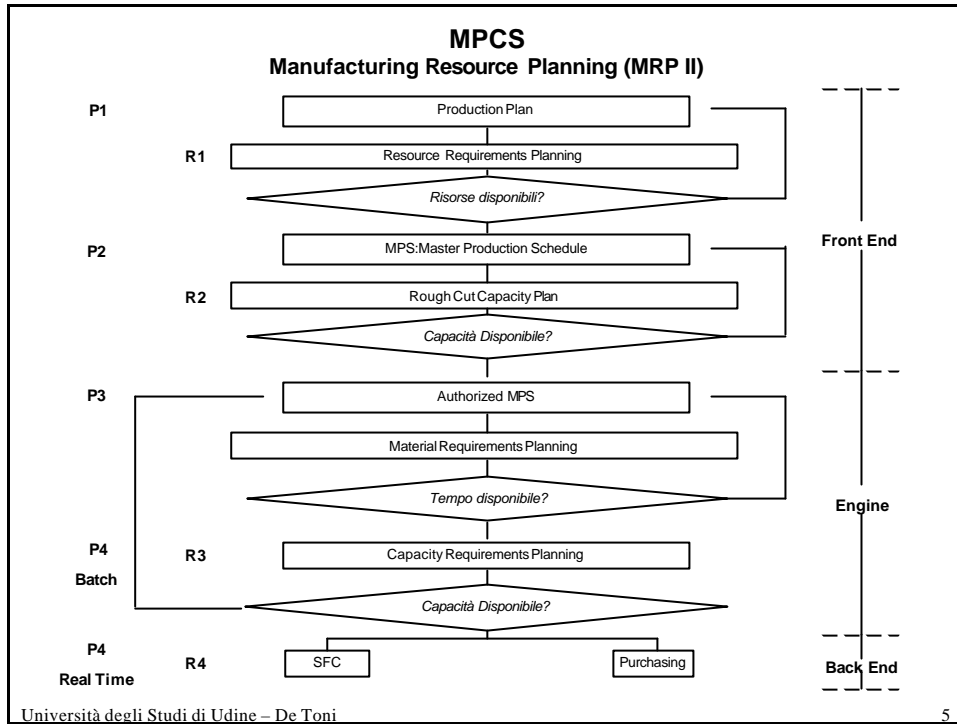 MPCS
Manufacturing Resource Planning (MRP II)
P1
Production Plan
R1
Resource Requirements Planning
Risorse disponibili?
P2
MPS:Master Production Schedule
Front End
R2
Rough Cut Capacity Plan
Capacità Disponibile?
P3
Authorized MPS
Material Requirements Planning
Tempo disponibile?
Engine
P4
Batch
R3
Capacity Requirements Planning
Capacità Disponibile?
P4
Real Time
R4
SFC
Purchasing
Back End
Università degli Studi di Udine – De Toni
5